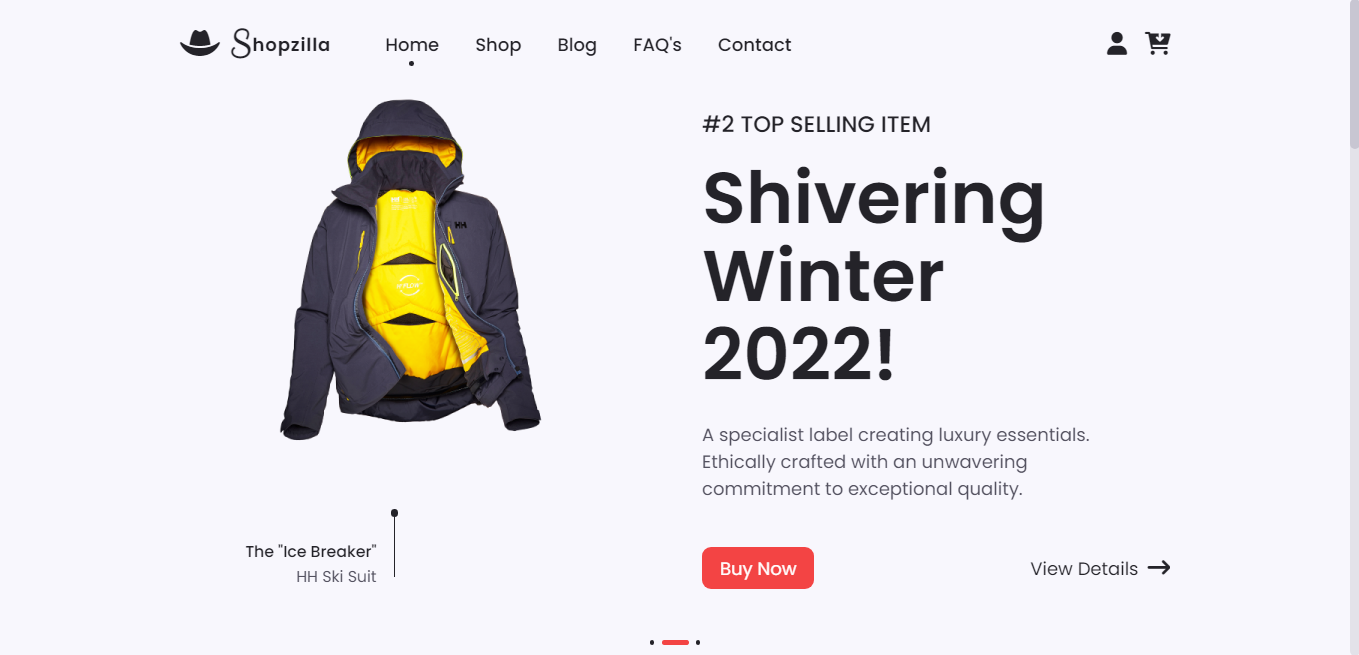 Shopzilla
Home Shop Blog FAQ's Contact
#2 TOP SELLING ITEM
Shivering
Winter
2022!
HH
A specialist label creating luxury essentials.
Ethically crafted with an unwavering
commitment to exceptional quality.
The "Ice Breaker"
HH Ski Suit
Buy Now
View Details